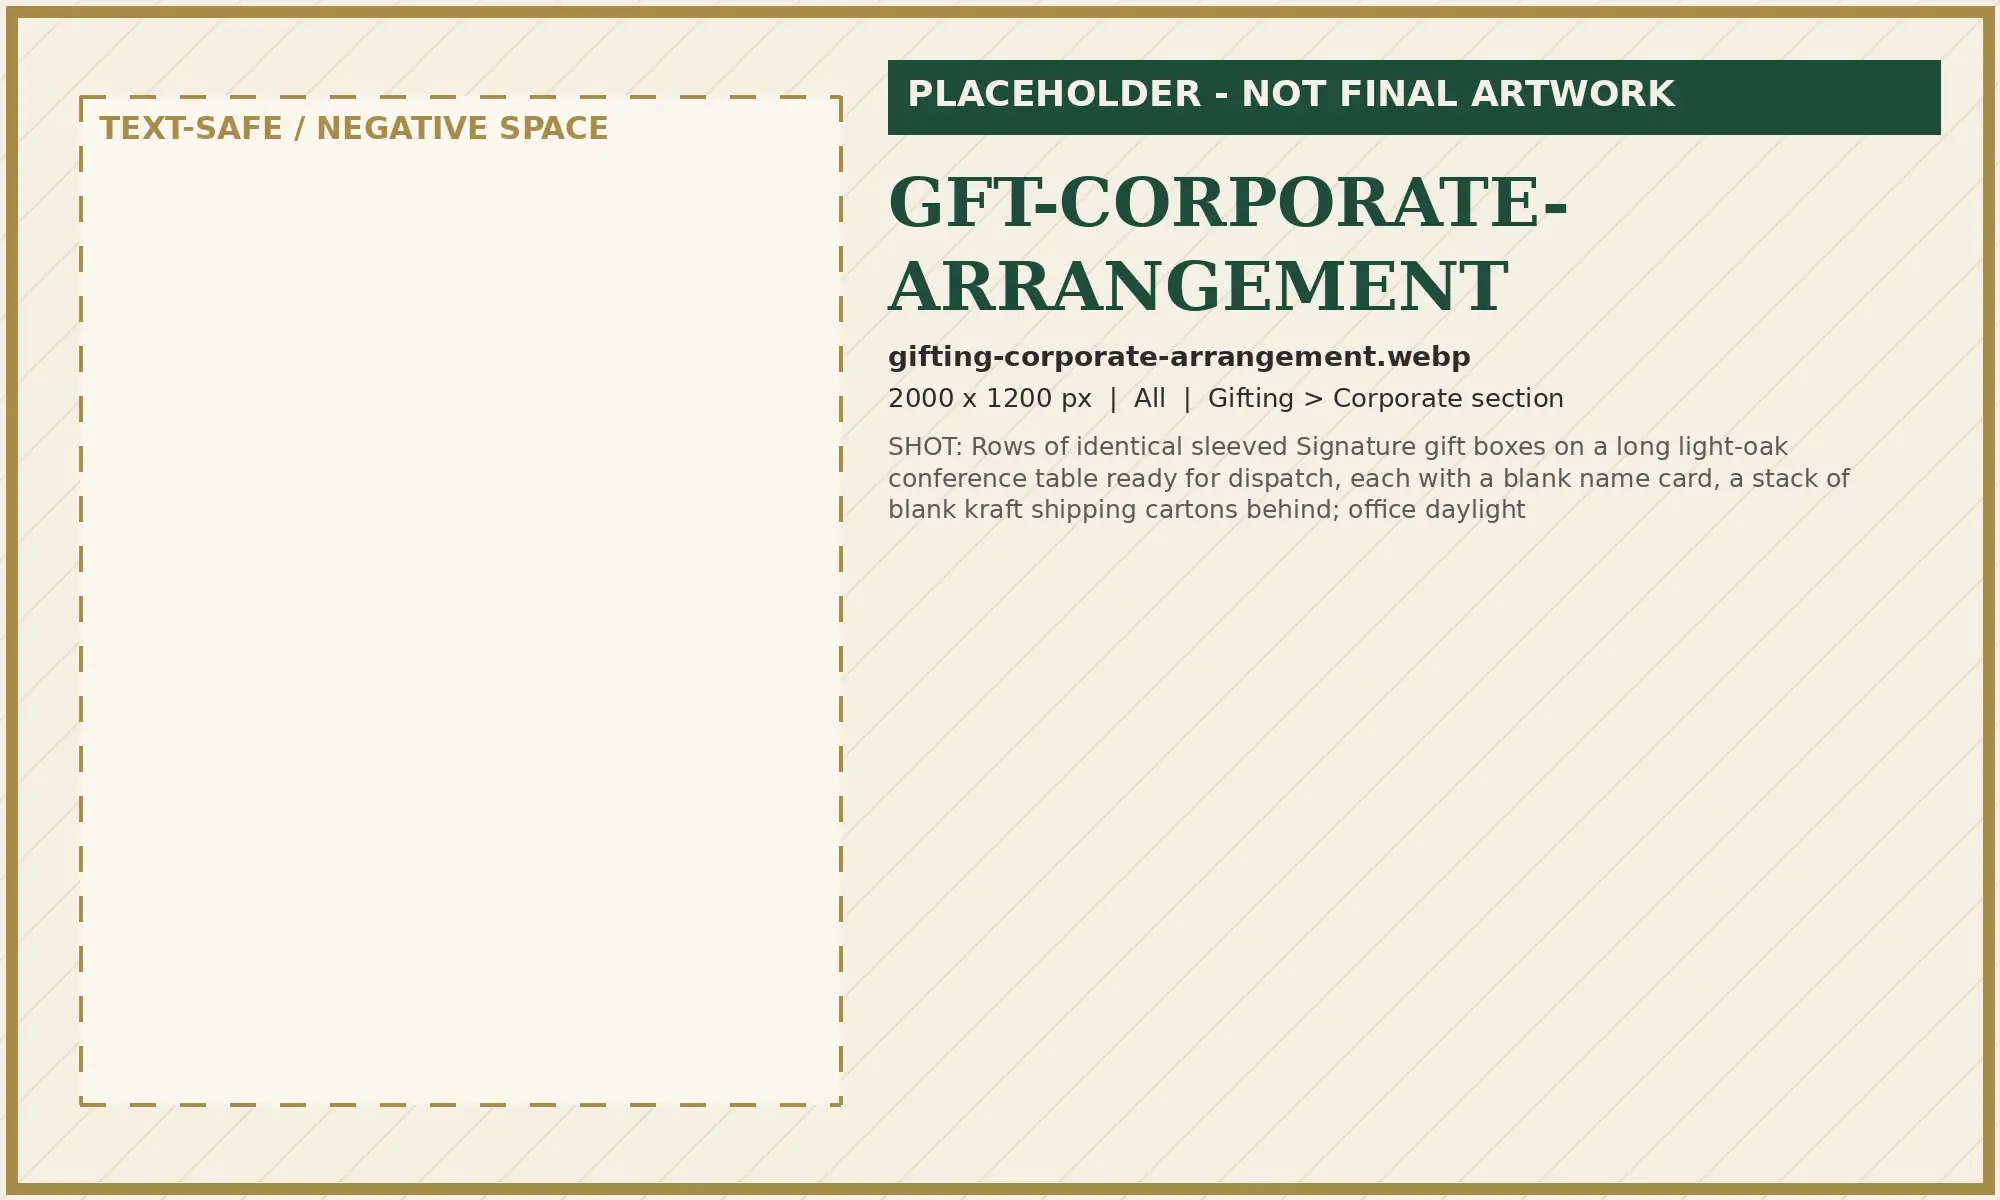 TEXT-SAFE / NEGATIVE SPACE
PLACEHOLDER - NOT FINAL ARTWORK
GFT-CORPORATE-
ARRANGEMENT
gifting-corporate-arrangement.webp
2000 x 1200 px | All | Gifting > Corporate section
SHOT: Rows of identical sleeved Signature gift boxes on a long light-oak
conference table ready for dispatch, each with a blank name card, a stack of
blank kraft shipping cartons behind; office daylight